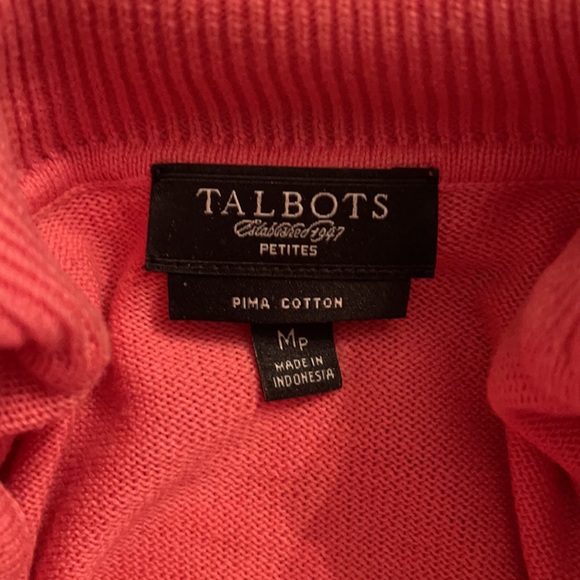 TALBOTS
Established 1947
PETITES
PIMA COTTON
MP
MADE IN
INDONESIA